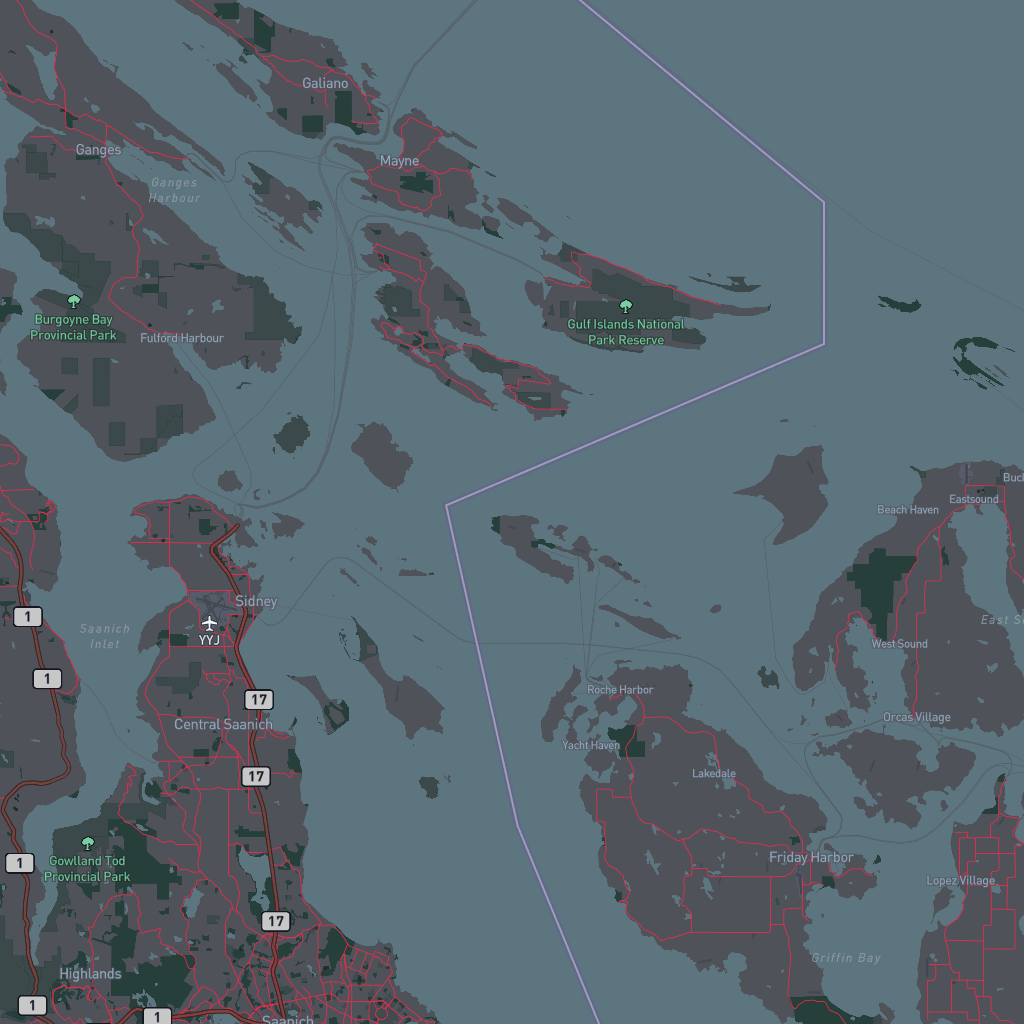 Galiano
Ganges
Mayne
Ganges
Harbour
Burgoyne Bay
Provincial Park
Gulf Islands National
Park Reserve
Fulford Harbour
Eastsound
Beach Haven
Sidney
1
Saanich
Inlet
YYJ
West Sound
1
17
Roche Harbor
Central Saanich
Orcas Village
Yacht Haven
17
Lakedale
1
Gowlland Tod
Provincial Park
Friday Harbor
Lopez Village
17
Highlands
Griffin Bay
1
1
Saanich